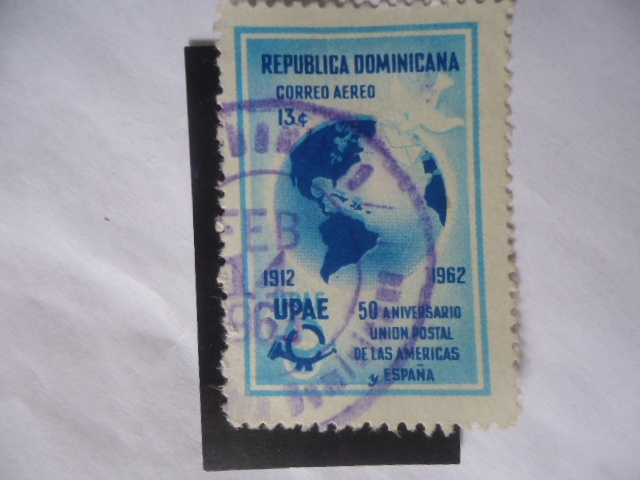 REPUBLICA DOMINICANA
CORREO AEREO
13¢
1912
1962
UPAE
50 ANIVERSARIO
UNION POSTAL
DE LAS AMERICAS
y ESPAÑA
FEB